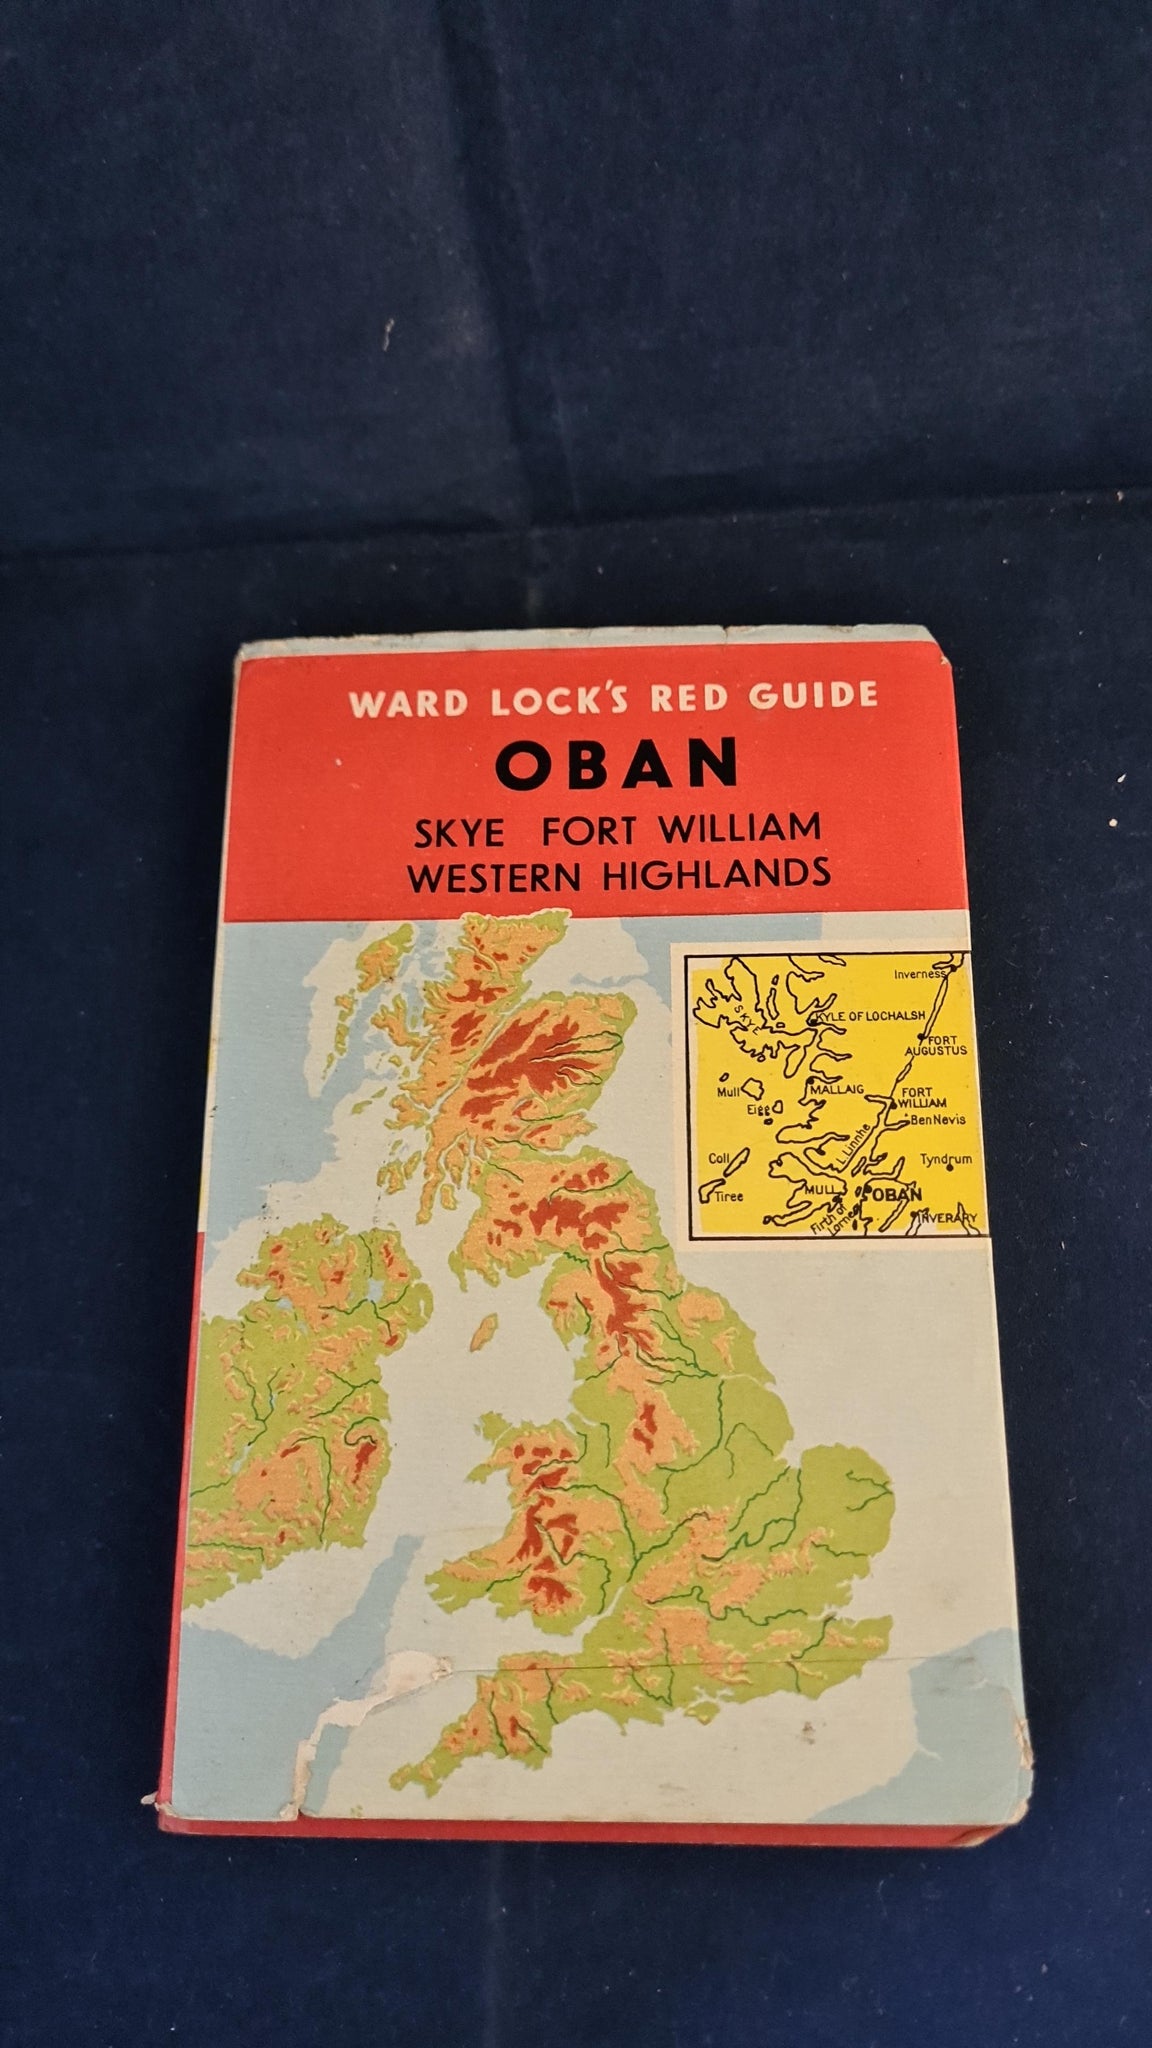 WARD LOCK'S RED GUIDE
OBAN
SKYE FORT WILLIAM
WESTERN HIGHLANDS
Inverness
SKYE
KYLE OF LOCHALSH
FORT
AUGUSTUS
Mull
MALLAIG
FORT
WILLIAM
Eigg
Ben Nevis
L. Linnhe
Coll
Tyndrum
Tiree
MULL
OBAN
Firth of
Lorne
INVERARY